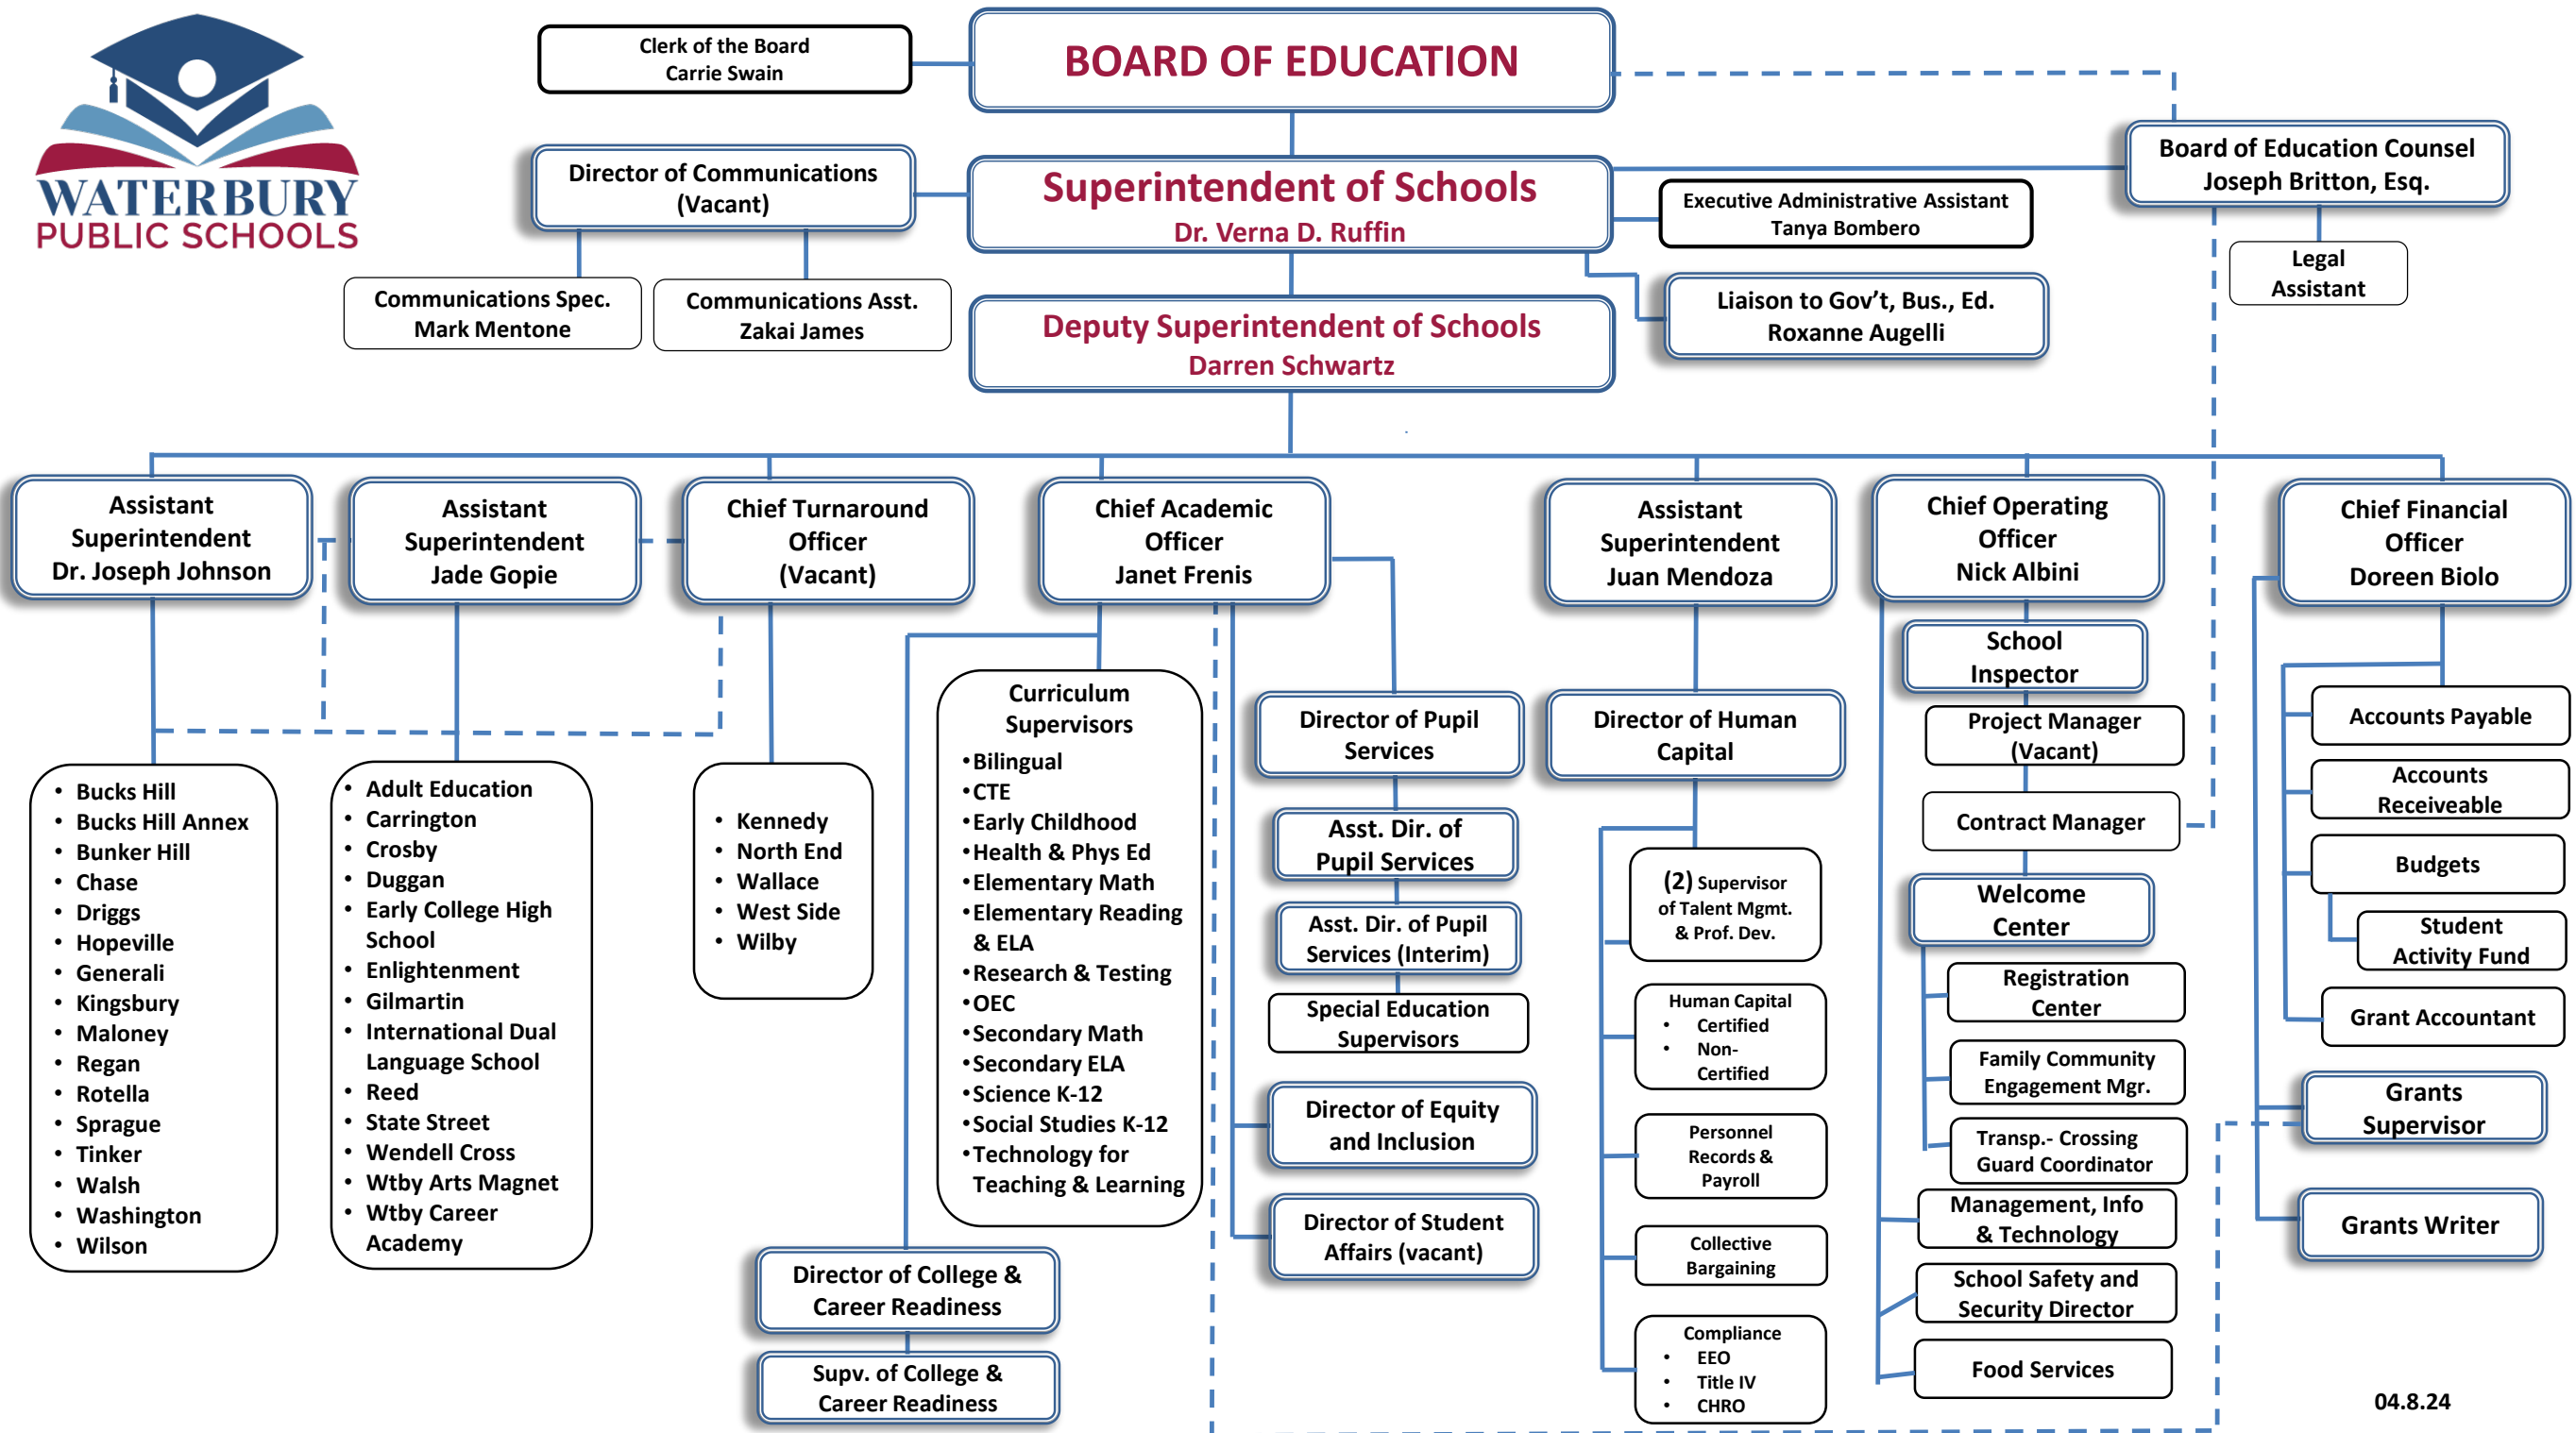 WATERBURY
PUBLIC SCHOOLS
Clerk of the Board
Carrie Swain
BOARD OF EDUCATION
Director of Communications
(Vacant)
Superintendent of Schools
Dr. Verna D. Ruffin
Executive Administrative Assistant
Tanya Bombero
Board of Education Counsel
Joseph Britton, Esq.
Legal
Assistant
Communications Spec.
Mark Mentone
Communications Asst.
Zakai James
Liaison to Gov’t, Bus., Ed.
Roxanne Augelli
Deputy Superintendent of Schools
Darren Schwartz
Assistant
Superintendent
Dr. Joseph Johnson
Assistant
Superintendent
Jade Gopie
Chief Turnaround
Officer
(Vacant)
Chief Academic
Officer
Janet Frenis
Assistant
Superintendent
Juan Mendoza
Chief Operating
Officer
Nick Albini
Chief Financial
Officer
Doreen Biolo
• Bucks Hill
• Bucks Hill Annex
• Bunker Hill
• Chase
• Driggs
• Hopeville
• Generali
• Kingsbury
• Maloney
• Regan
• Rotella
• Sprague
• Tinker
• Walsh
• Washington
• Wilson
• Adult Education
• Carrington
• Crosby
• Duggan
• Early College High
School
• Enlightenment
• Gilmartin
• International Dual
Language School
• Reed
• State Street
• Wendell Cross
• Wtby Arts Magnet
• Wtby Career
Academy
• Kennedy
• North End
• Wallace
• West Side
• Wilby
Curriculum
Supervisors
• Bilingual
• CTE
• Early Childhood
• Health & Phys Ed
• Elementary Math
• Elementary Reading
& ELA
• Research & Testing
• OEC
• Secondary Math
• Secondary ELA
• Science K-12
• Social Studies K-12
• Technology for
Teaching & Learning
Director of College &
Career Readiness
Supv. of College &
Career Readiness
Director of Pupil
Services
Asst. Dir. of
Pupil Services
Asst. Dir. of Pupil
Services (Interim)
Special Education
Supervisors
Director of Equity
and Inclusion
Director of Student
Affairs (vacant)
Director of Human
Capital
(2) Supervisor
of Talent Mgmt.
& Prof. Dev.
Human Capital
• Certified
• Non-
Certified
Personnel
Records &
Payroll
Collective
Bargaining
Compliance
• EEO
• Title IV
• CHRO
School
Inspector
Project Manager
(Vacant)
Contract Manager
Welcome
Center
Registration
Center
Family Community
Engagement Mgr.
Transp.- Crossing
Guard Coordinator
Management, Info
& Technology
School Safety and
Security Director
Food Services
Accounts Payable
Accounts
Receiveable
Budgets
Student
Activity Fund
Grant Accountant
Grants
Supervisor
Grants Writer
04.8.24